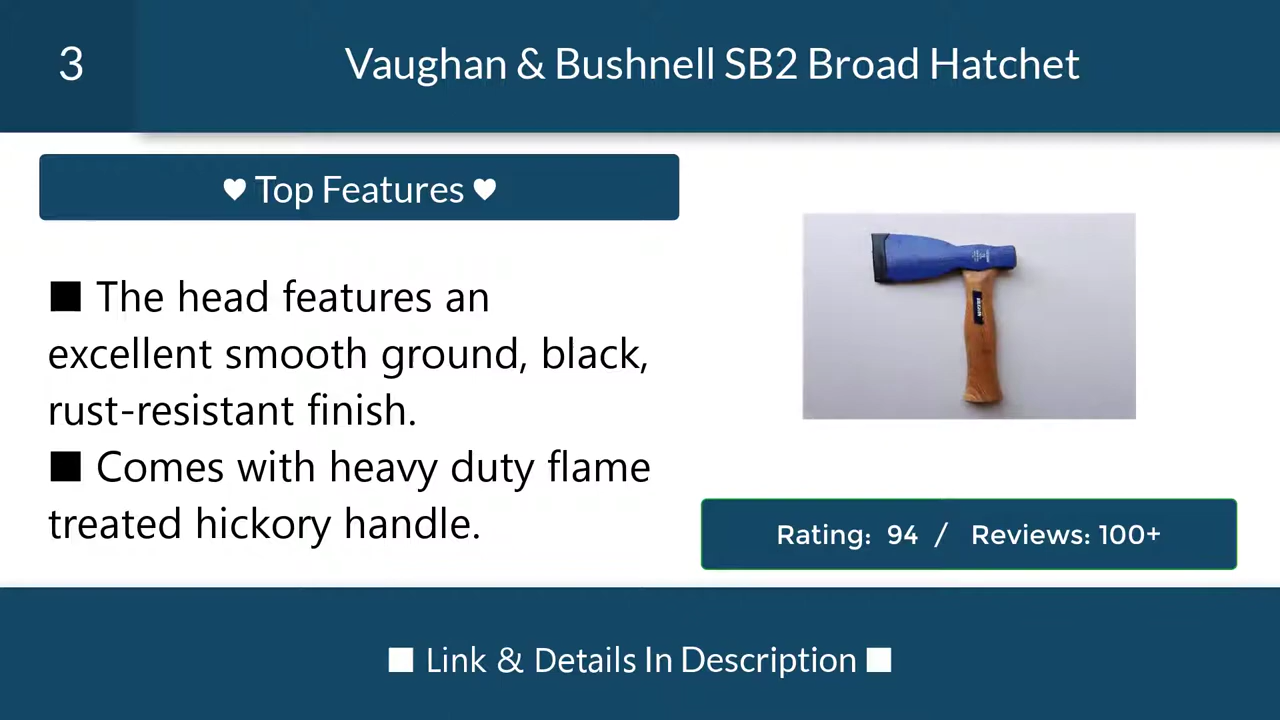 3
Vaughan & Bushnell SB2 Broad Hatchet
♥ Top Features ♥
■ The head features an
excellent smooth ground, black,
rust-resistant finish.
■ Comes with heavy duty flame
treated hickory handle.
Rating: 94 / Reviews: 100+
■ Link & Details In Description ■